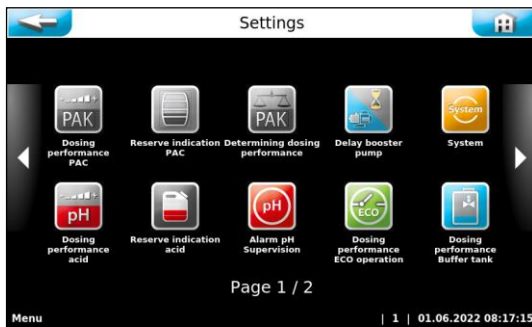 Settings
PAK
PAK
System
Dosing
performance
PAC
Reserve indication
PAC
Determining dosing
performance
Delay booster
pump
System
pH
pH
ECO
Dosing
performance
acid
Reserve indication
acid
Alarm pH
Supervision
Dosing
performance
ECO operation
Dosing
performance
Buffer tank
Page 1 / 2
Menu | 1 | 01.06.2022 08:17:15